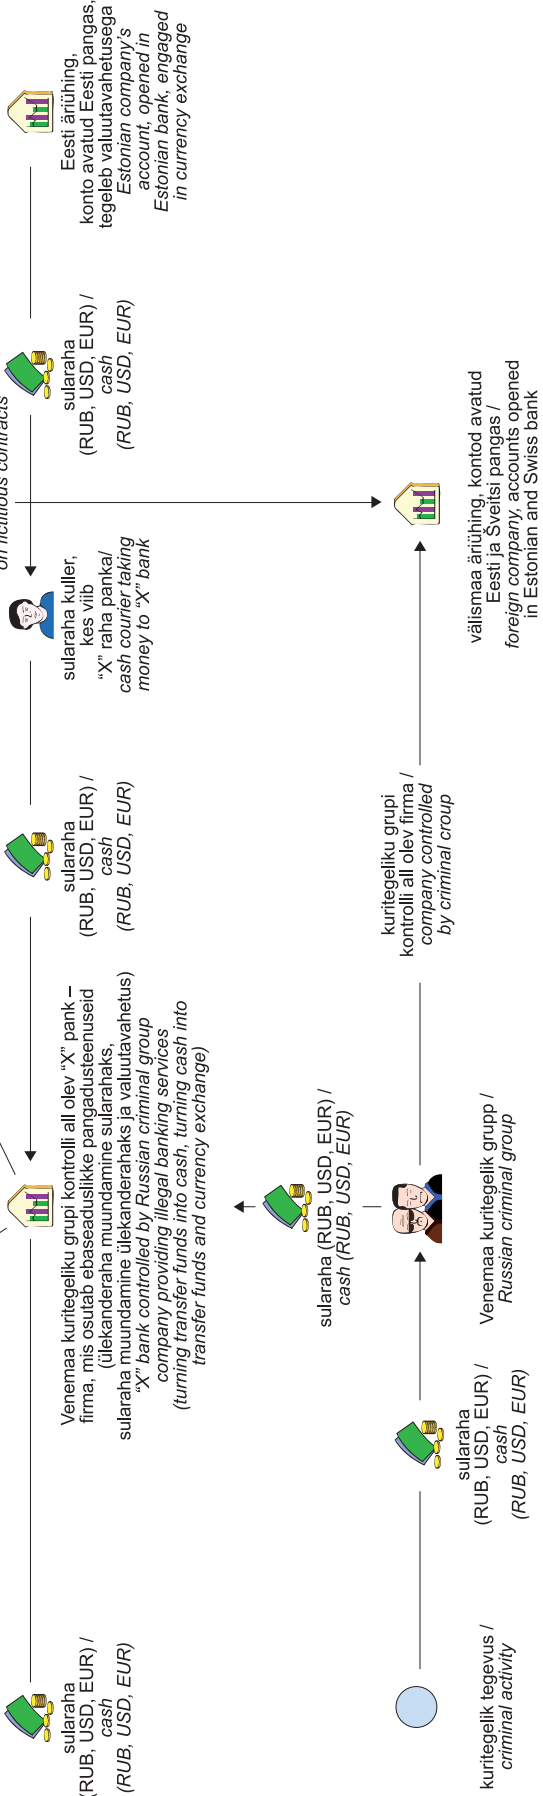 on fictitious contracts
Eesti äriühing,
konto avatud Eesti pangas,
tegeleb valuutavahetusega
Estonian company's
account, opened in
Estonian bank, engaged
in currency exchange
sularaha
(RUB, USD, EUR) /
cash
(RUB, USD, EUR)
sularaha kuller,
kes viib
“X” raha panka/
cash courier taking
money to “X” bank
sularaha
(RUB, USD, EUR) /
cash
(RUB, USD, EUR)
Venemaa kuritegeliku grupi kontrolli all olev “X” pank –
firma, mis osutab ebaseaduslikke pangadusteenuseid
(ülekanderaha muundamine sularahaks,
sularaha muundamine ülekanderahaks ja valuutavahetus)
“X” bank controlled by Russian criminal group
company providing illegal banking services
(turning transfer funds into cash, turning cash into
transfer funds and currency exchange)
sularaha
(RUB, USD, EUR) /
cash
(RUB, USD, EUR)
sularaha (RUB, USD, EUR) /
cash (RUB, USD, EUR)
kuritegelik tegevus /
criminal activity
sularaha
(RUB, USD, EUR) /
cash
(RUB, USD, EUR)
Venemaa kuritegelik grupp /
Russian criminal group
kuritegeliku grupi
kontrolli all olev firma /
company controlled
by criminal croup
välismaa äriühing, kontod avatud
Eesti ja Šveitsi pangas /
foreign company, accounts opened
in Estonian and Swiss bank